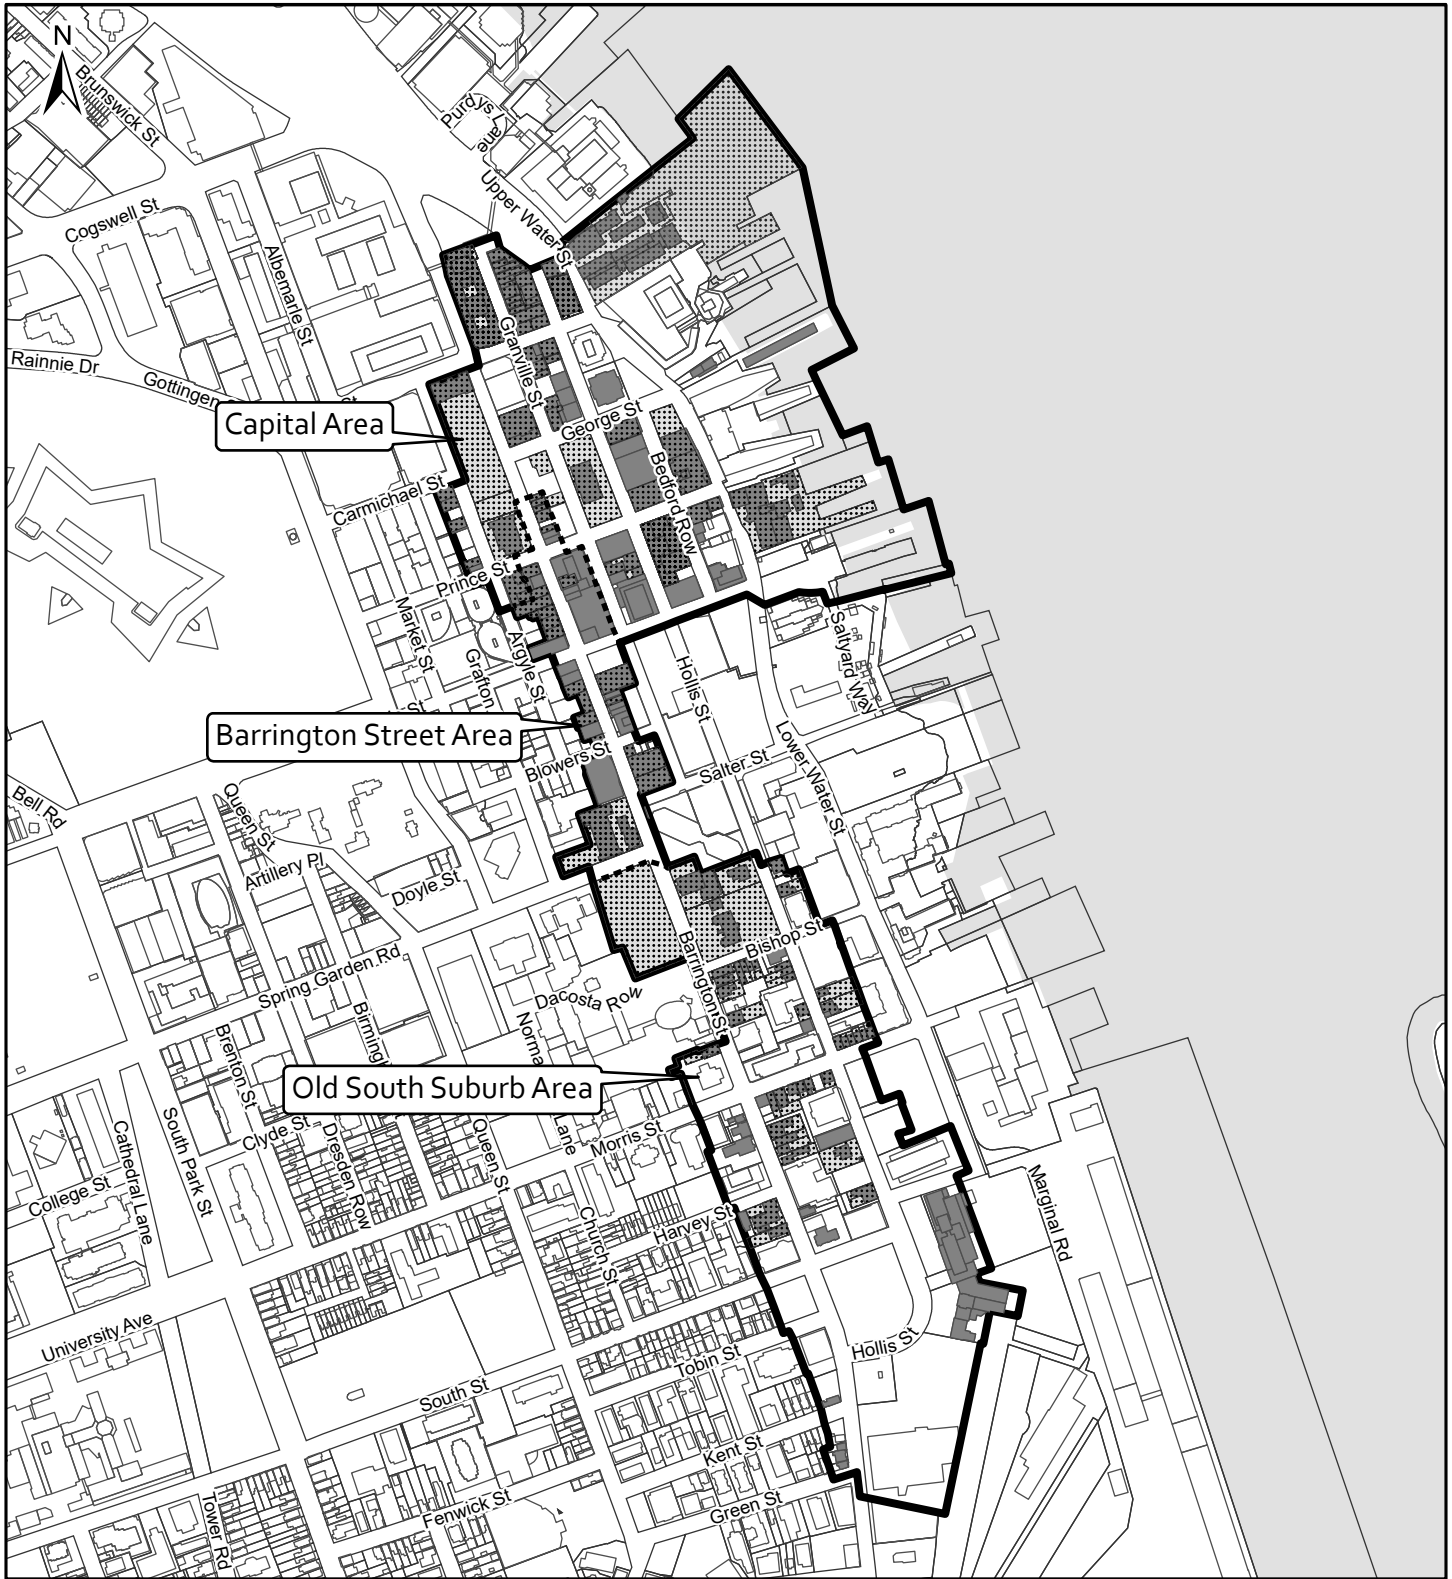 N
Brunswick St
Purdys Lane
Upper Water St
Cogswell St
Albemarle St
Granville St
Rainnie Dr
Gottingen
St
Capital Area
George St
Bedford Row
Carmichael St
Prince St
Market St
Grafton
Argyle St
Saltyard Way
Hollis St
St
Barrington Street Area
Blowers St
Salter St
Lower Water St
Bell Rd
Queen St
Artillery Pl
Doyle St
Barrington St
Bishop St
Spring Garden Rd
Dacosta Row
Brenton St
Birming
Norma
Lane
Old South Suburb Area
Clyde St
Cathedral Lane
South Park St
Dresden Row
Queen St
Morris St
College St
Church St
Harvey St
Marginal Rd
University Ave
Hollis St
Tobin St
South St
Kent St
Green St
Fenwick St
Tower Rd